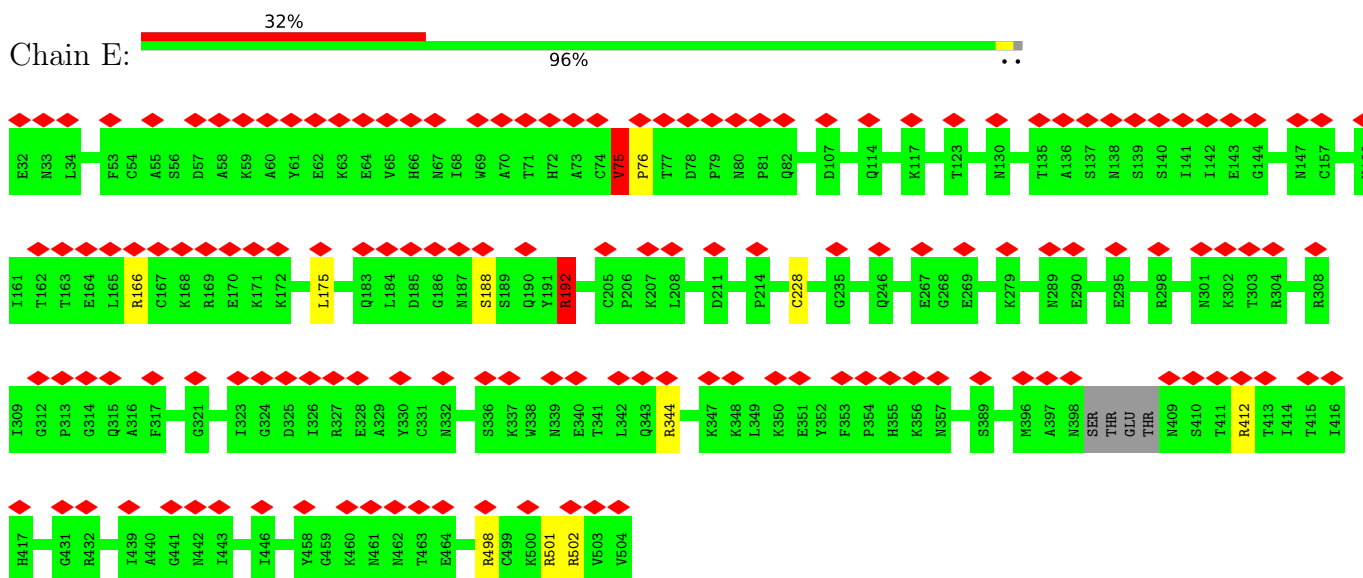 32%
Chain E:
96%
E32 N33 L34 F53 C54 A55 S56 D57 A58 K59 A60 Y61 E62 K63 E64 V65 H66 N67 I68 W69 A70 T71 H72 A73 C74 V75 P76 T77 D78 P79 N80 P81 Q82 D107 Q114 K117 T123 N130 T135 A136 S137 N138 S139 S140 I141 I142 E143 G144 N147 C157
I161 T162 T163 E164 L165 R166 C167 K168 R169 E170 K171 K172 L175 Q183 L184 D185 G186 N187 S188 S189 Q190 Y191 R192 C205 P206 K207 L208 D211 P214 C228 G235 Q246 E267 G268 E269 K279 N289 E290 E295 R298 N301 K302 T303 R304 R308
I309 G312 P313 G314 Q315 A316 F317 G321 I323 G324 D325 I326 R327 E328 A329 Y330 C331 N332 S336 K337 W338 N339 E340 T341 L342 Q343 R344 K347 K348 L349 K350 E351 Y352 F353 P354 H355 K356 N357 S389 M396 A397 N398 SER THR GLU THR N409 S410 T411 R412 T413 I414 T415 I416
H417 G431 R432 I439 A440 G441 N442 I443 I446 Y458 G459 K460 N461 N462 T463 E464 R498 C499 K500 R501 R502 V503 V504